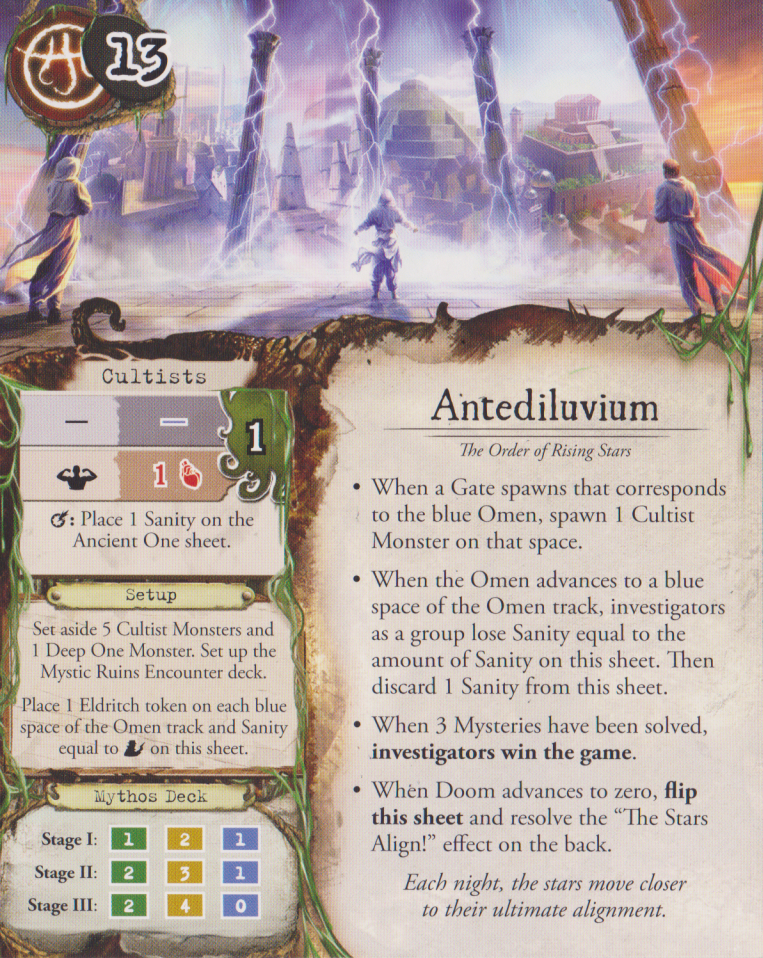 13
Cultists
— —
1
1
: Place 1 Sanity on the
Ancient One sheet.
Setup
Set aside 5 Cultist Monsters and
1 Deep One Monster. Set up the
Mystic Ruins Encounter deck.
Place 1 Eldritch token on each blue
space of the Omen track and Sanity
equal to on this sheet.
Mythos Deck
Stage I: 1 2 1
Stage II: 2 3 1
Stage III: 2 4 0
Antediluvium
The Order of Rising Stars
• When a Gate spawns that corresponds
to the blue Omen, spawn 1 Cultist
Monster on that space.
• When the Omen advances to a blue
space of the Omen track, investigators
as a group lose Sanity equal to the
amount of Sanity on this sheet. Then
discard 1 Sanity from this sheet.
• When 3 Mysteries have been solved,
investigators win the game.
• When Doom advances to zero, flip
this sheet and resolve the “The Stars
Align!” effect on the back.
Each night, the stars move closer
to their ultimate alignment.